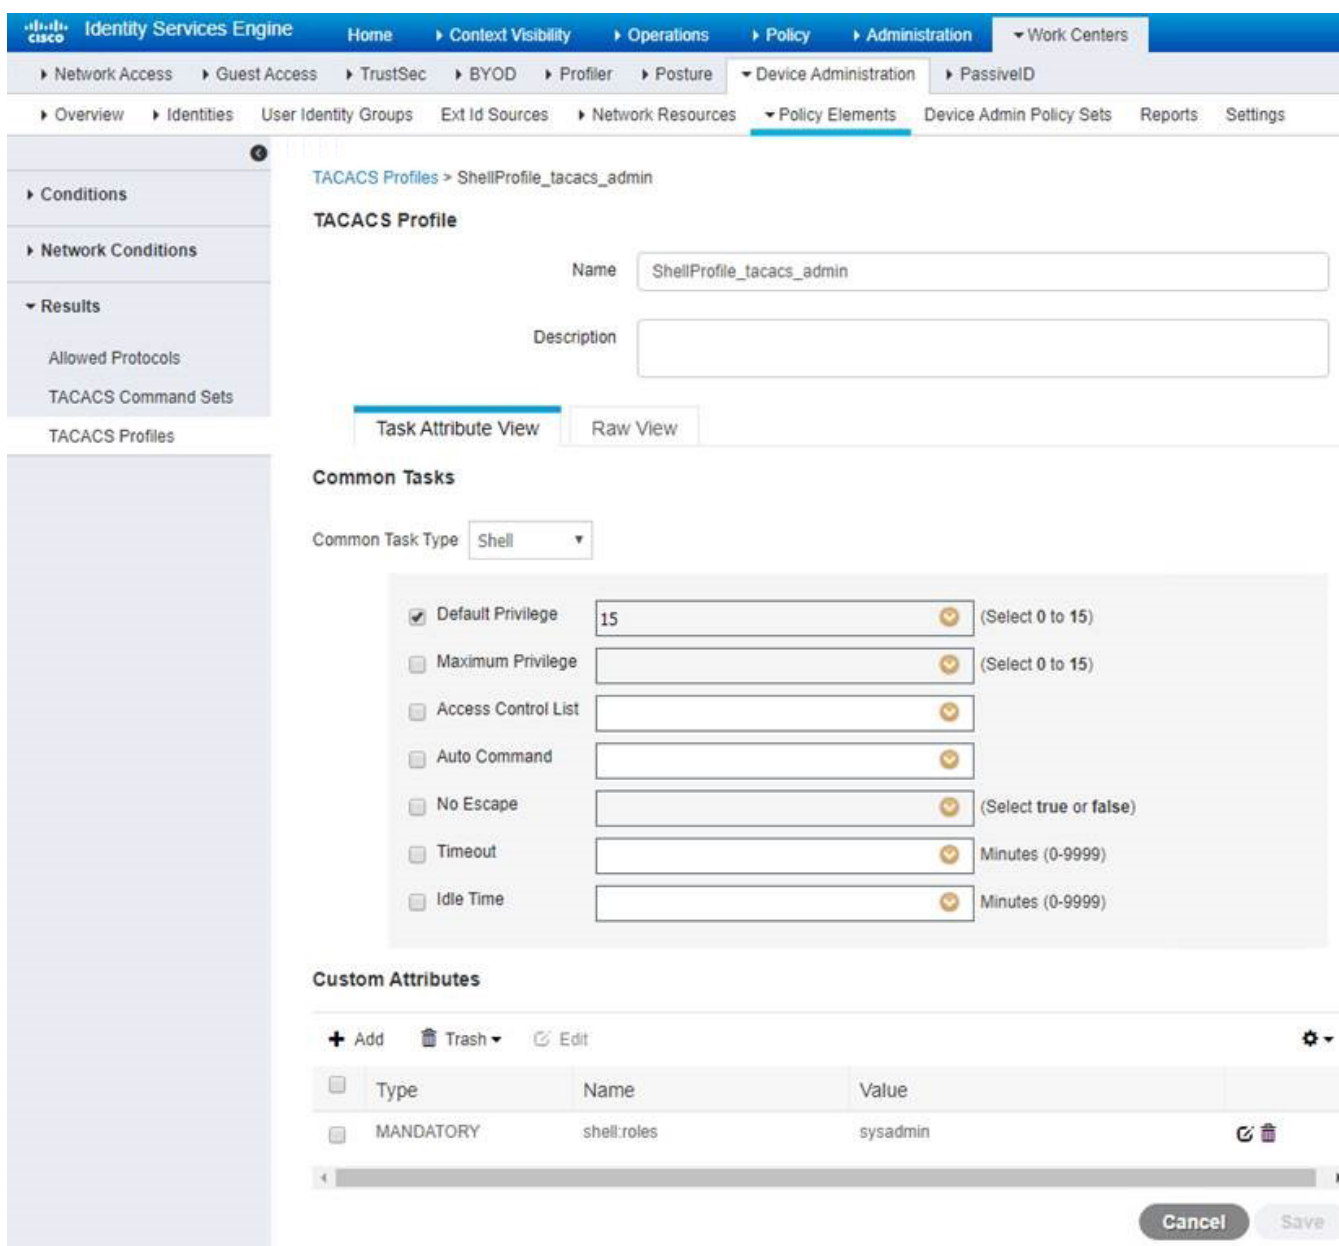 cisco Identity Services Engine Home Context Visibility Operations Policy Administration Work Centers
Network Access Guest Access TrustSec BYOD Profiler Posture Device Administration PassiveID
Overview Identities User Identity Groups Ext Id Sources Network Resources Policy Elements Device Admin Policy Sets Reports Settings
Conditions
Network Conditions
Results
Allowed Protocols
TACACS Command Sets
TACACS Profiles
TACACS Profiles > ShellProfile_tacacs_admin
TACACS Profile
Name ShellProfile_tacacs_admin
Description
Task Attribute View Raw View
Common Tasks
Common Task Type Shell
Default Privilege 15 (Select 0 to 15)
Maximum Privilege (Select 0 to 15)
Access Control List
Auto Command
No Escape (Select true or false)
Timeout Minutes (0-9999)
Idle Time Minutes (0-9999)
Custom Attributes
Add Trash Edit
Type Name Value
MANDATORY shell:roles sysadmin
Cancel Save